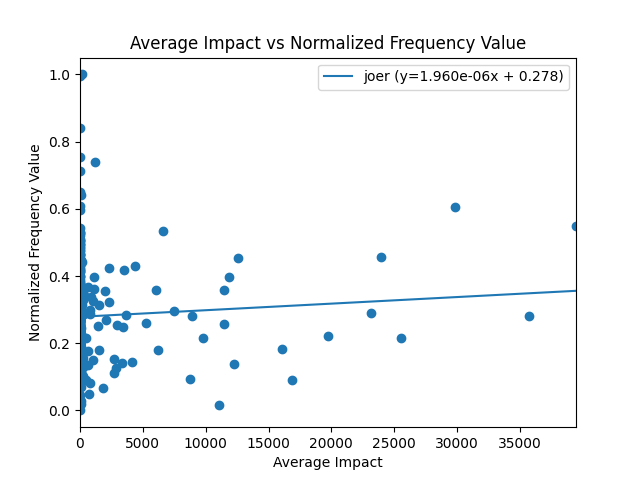 Average Impact vs Normalized Frequency Value
joer (y=1.960e-06x + 0.278)
Normalized Frequency Value
1.0
0.8
0.6
0.4
0.2
0.0
0 5000 10000 15000 20000 25000 30000 35000
Average Impact